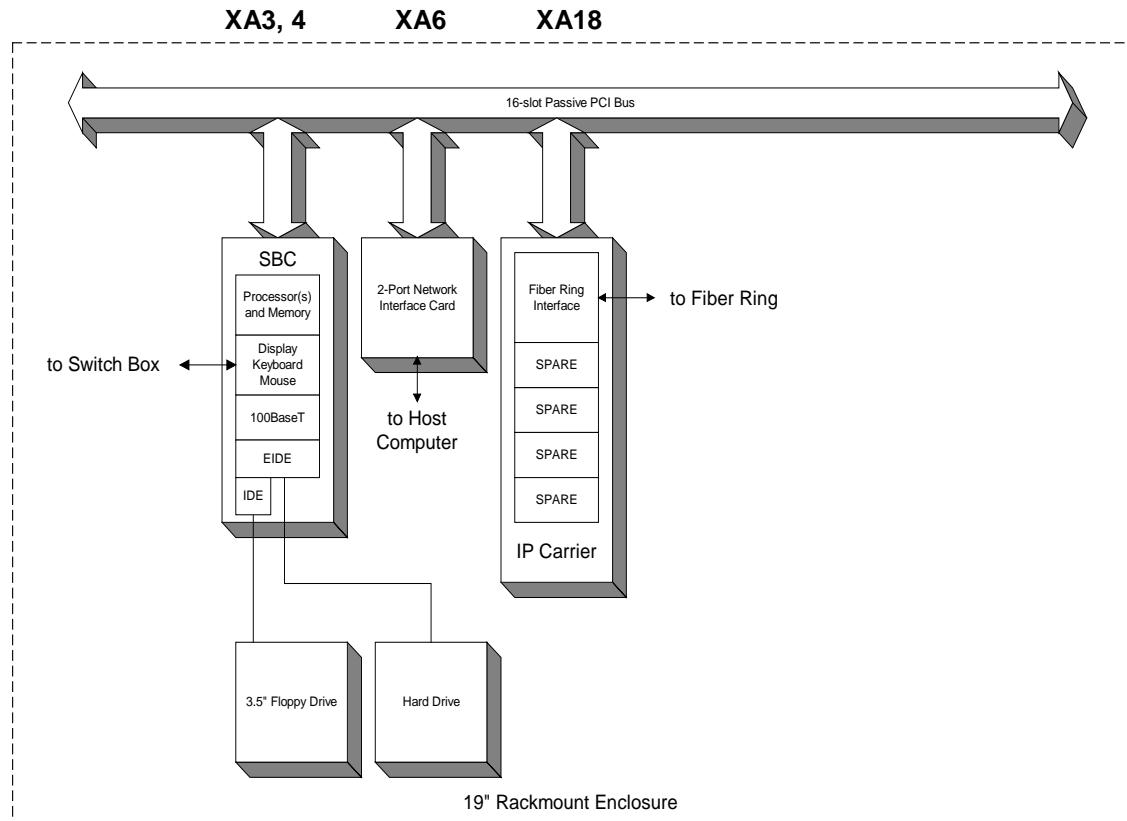 XA3, 4 XA6 XA18
16-slot Passive PCI Bus
SBC
Processor(s)
and Memory
Display
Keyboard
Mouse
100BaseT
EIDE
IDE
to Switch Box
2-Port Network
Interface Card
to Host
Computer
Fiber Ring
Interface
to Fiber Ring
SPARE
SPARE
SPARE
SPARE
IP Carrier
3.5" Floppy Drive
Hard Drive
19" Rackmount Enclosure